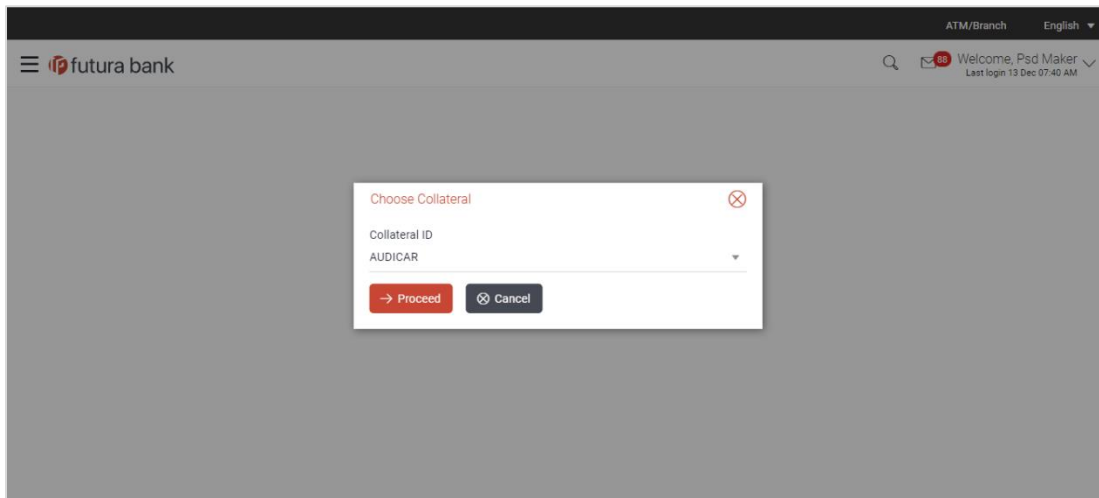 ATM/Branch English
futura bank
88 Welcome, Psd Maker
Last login 13 Dec 07:40 AM
Choose Collateral
Collateral ID
AUDICAR
Proceed Cancel